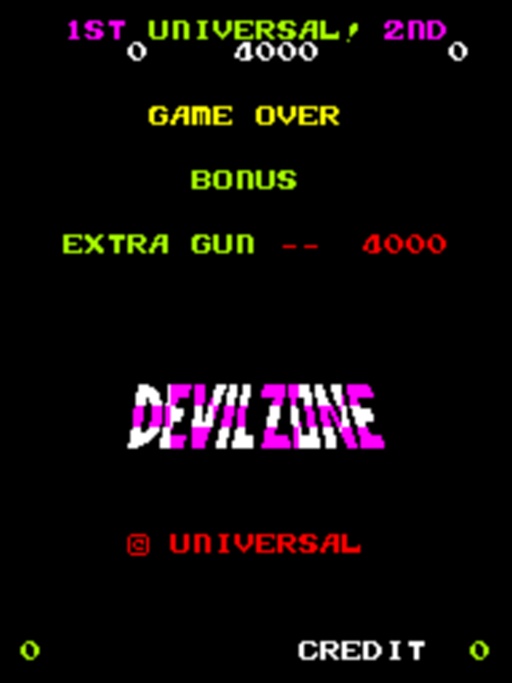 1ST UNIVERSAL! 2ND
0 4000 0
GAME OVER
BONUS
EXTRA GUN -- 4000
DEVIL ZONE
© UNIVERSAL
0 CREDIT 0